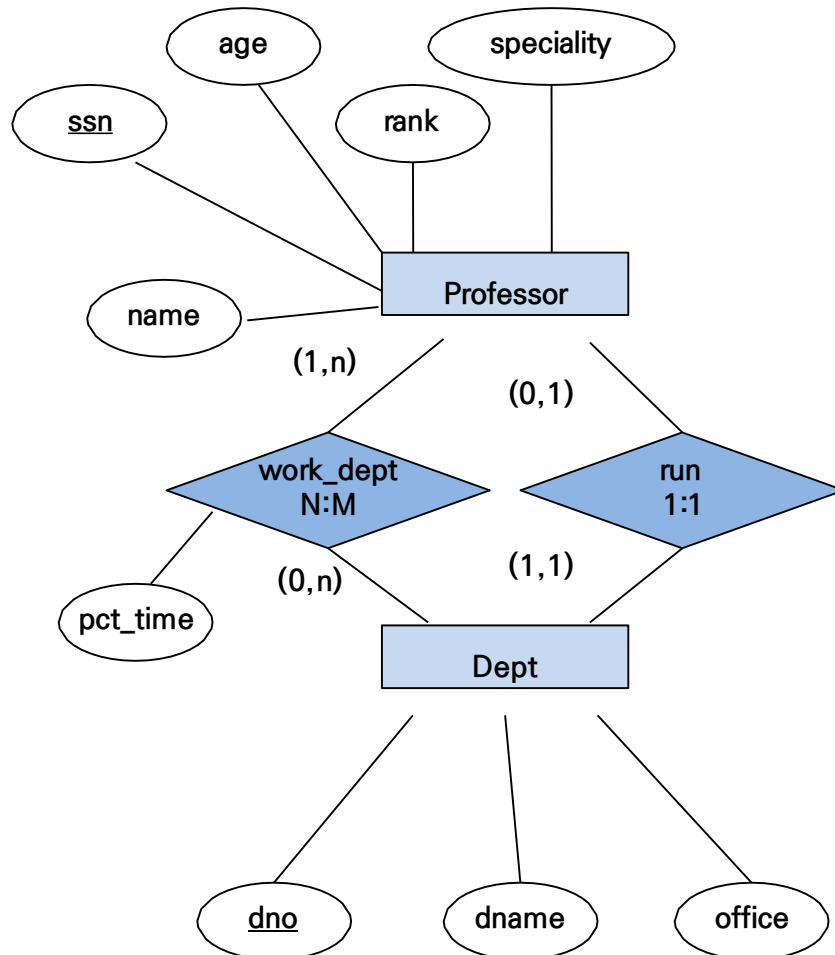 age
speciality
ssn
rank
Professor
name
(1,n)
(0,1)
work_dept
N:M
run
1:1
(0,n)
(1,1)
pct_time
Dept
dno
dname
office